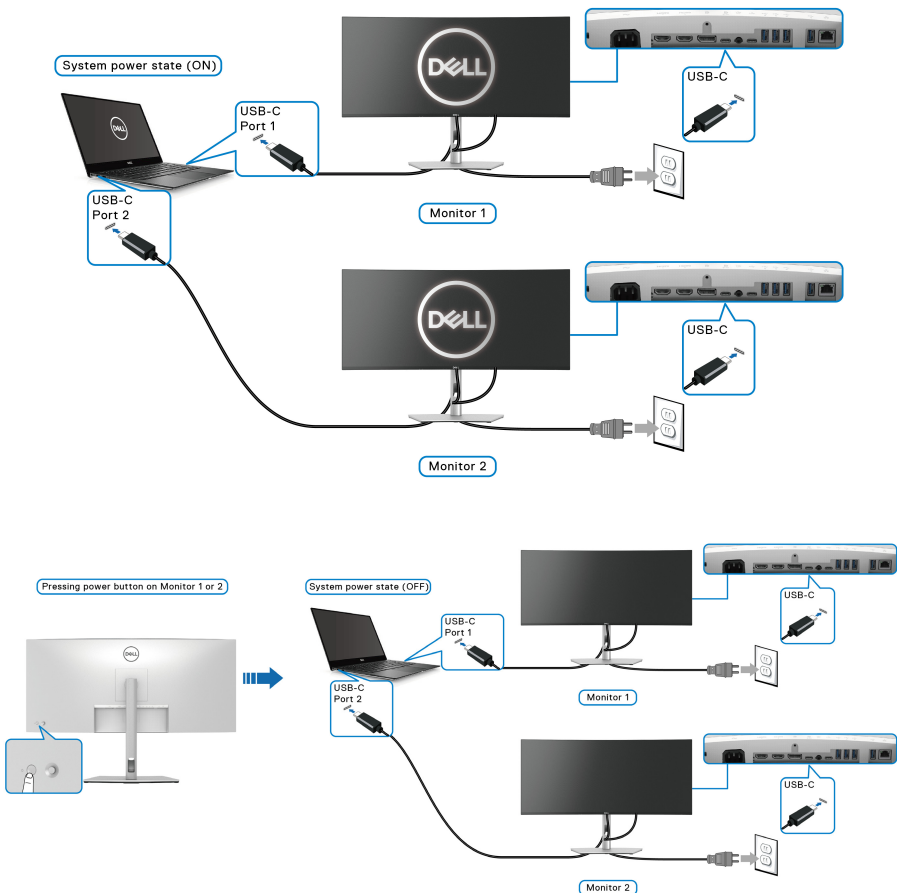 System power state (ON)
DELL
USB-C
Port 1
USB-C
Port 2
DELL
USB-C
Monitor 1
DELL
USB-C
Monitor 2
Pressing power button on Monitor 1 or 2
DELL
System power state (OFF)
USB-C
Port 1
USB-C
Port 2
USB-C
Monitor 1
USB-C
Monitor 2